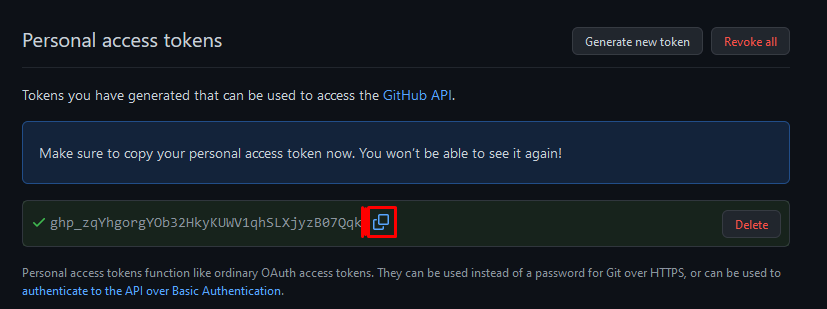 Personal access tokens
Generate new token
Revoke all
Tokens you have generated that can be used to access the GitHub API.
Make sure to copy your personal access token now. You won't be able to see it again!
ghp_zqYhgorgYOb32HkyKUWV1qhSLXjyzB07Qqk
Delete
Personal access tokens function like ordinary OAuth access tokens. They can be used instead of a password for Git over HTTPS, or can be used to
authenticate to the API over Basic Authentication.